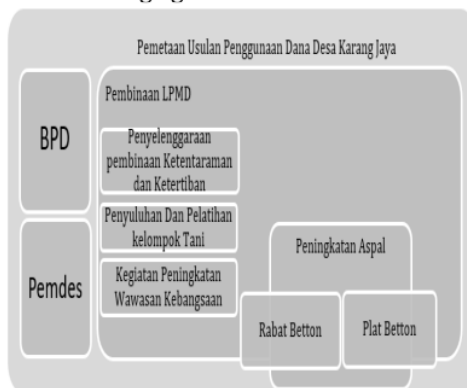 Pemetaan Usulan Penggunaan Dana Desa Karang Jaya
BPD
Pemdes
Pembinaan LPMD
Penyelenggaraan
pembinaan Ketentaraman
dan Ketertiban
Penyuluhan Dan Pelatihan
kelompok Tani
Kegiatan Peningkatan
Wawasan Kebangsaan
Peningkatan Aspal
Rabat Betton
Plat Betton